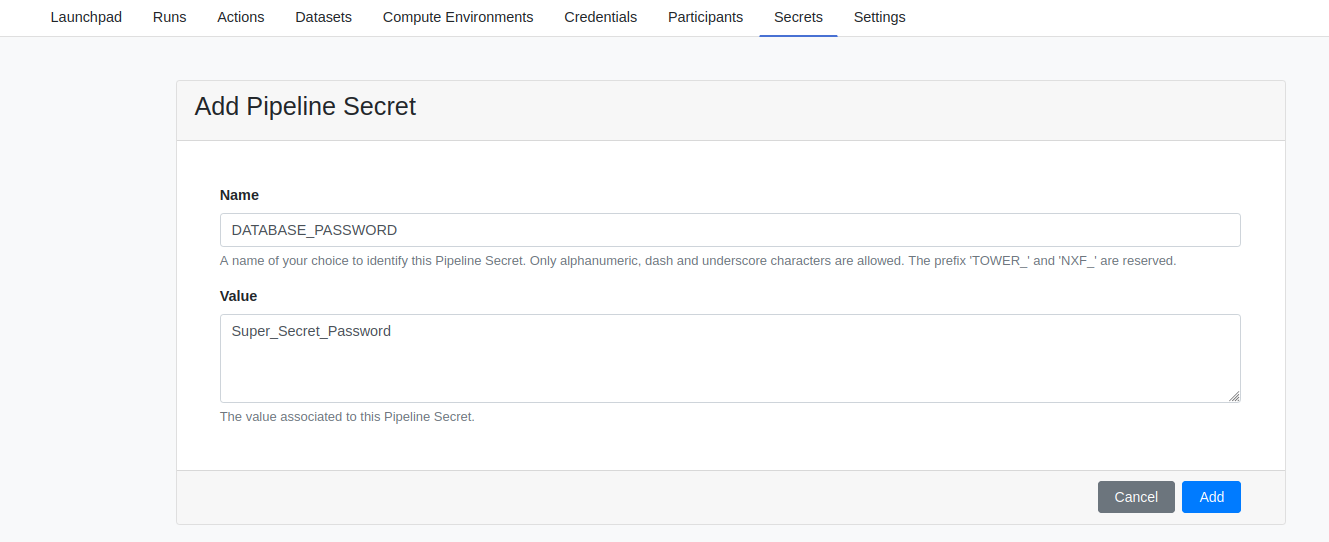 Launchpad Runs Actions Datasets Compute Environments Credentials Participants Secrets Settings
Add Pipeline Secret
Name
DATABASE_PASSWORD
A name of your choice to identify this Pipeline Secret. Only alphanumeric, dash and underscore characters are allowed. The prefix 'TOWER_' and 'NXF_' are reserved.
Value
Super_Secret_Password
The value associated to this Pipeline Secret.
Cancel Add